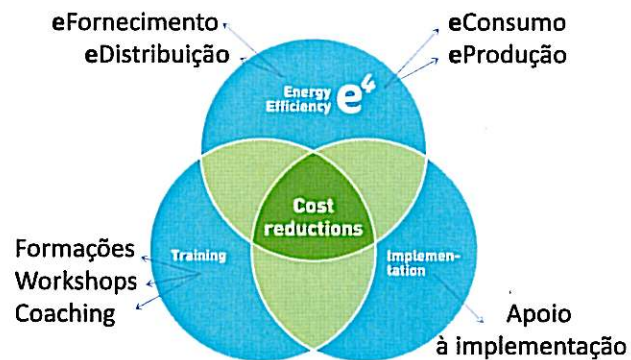 eFornecimento
eDistribuição
eConsumo
eProdução
Energy
Efficiency e⁴
Cost
reductions
Training
Implemen-
tation
Formações
Workshops
Coaching
Apoio
à implementação